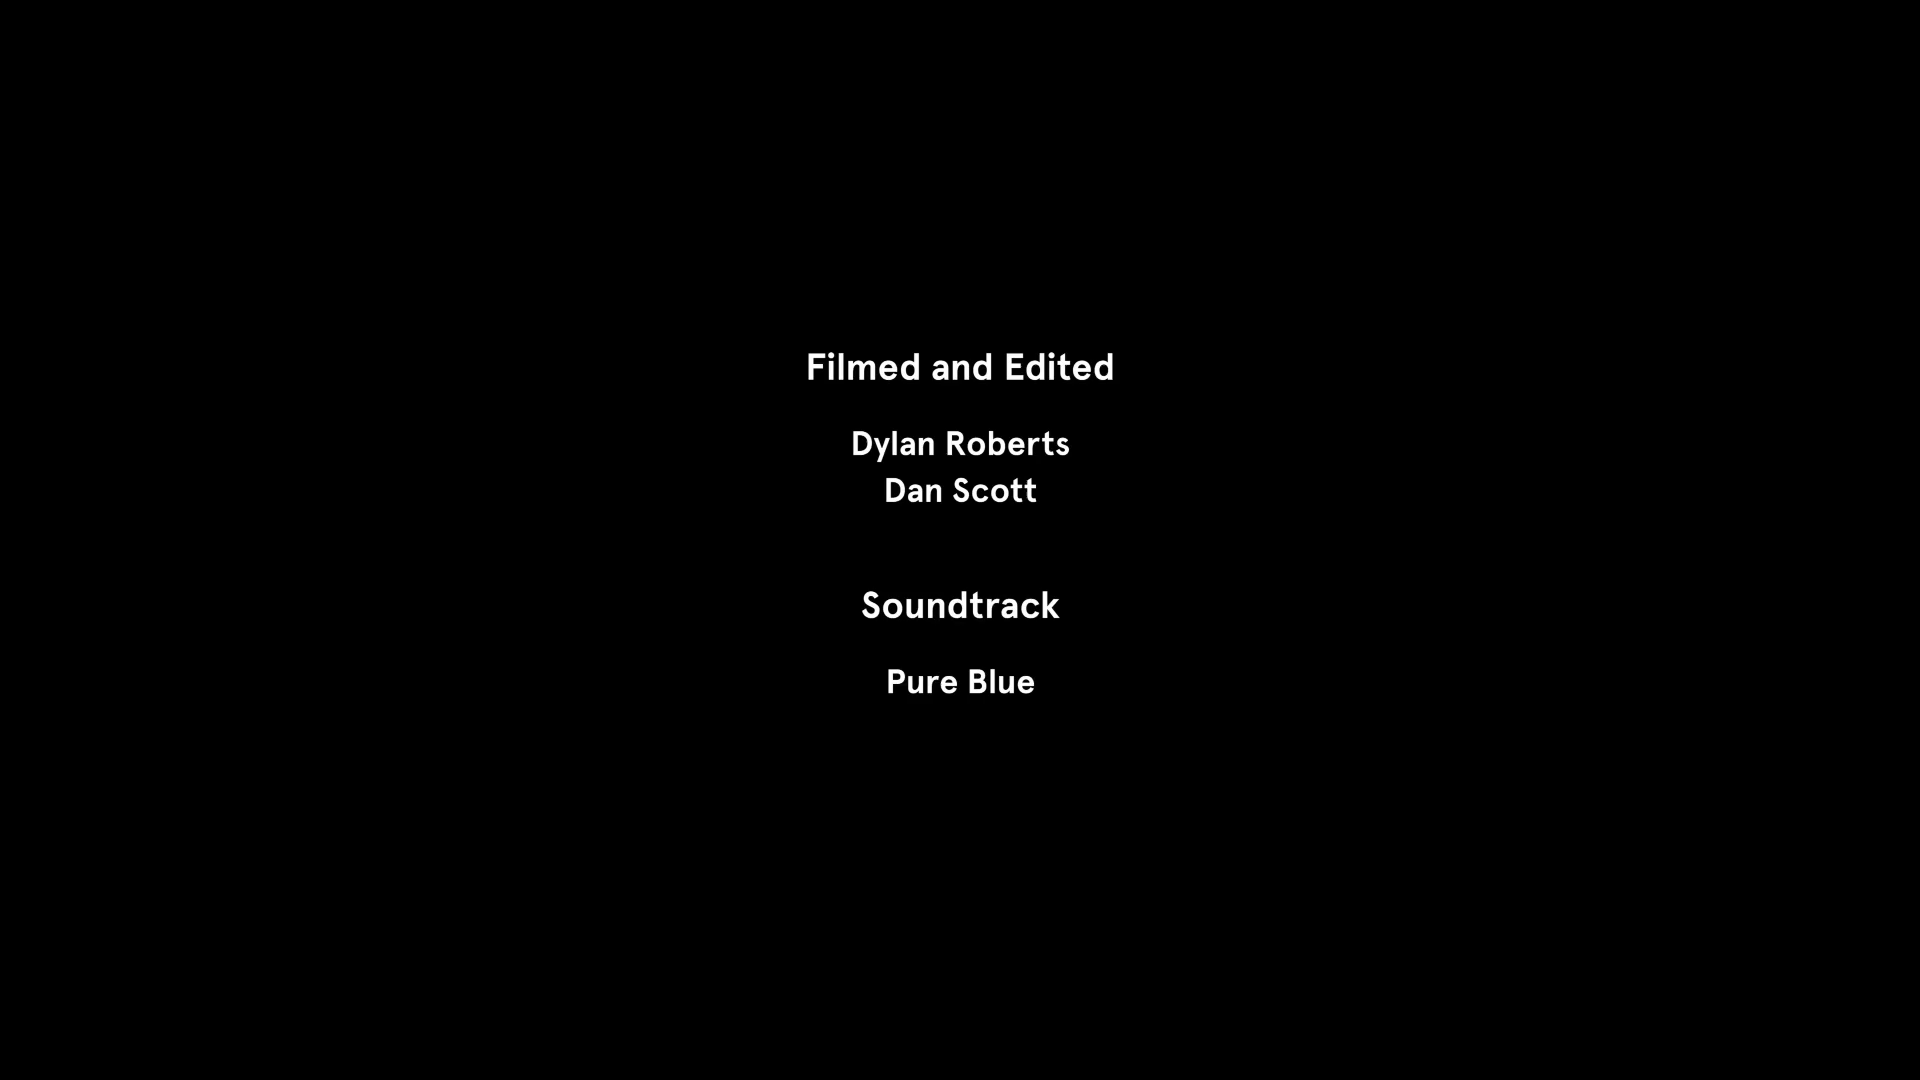 Filmed and Edited
Dylan Roberts
Dan Scott
Soundtrack
Pure Blue